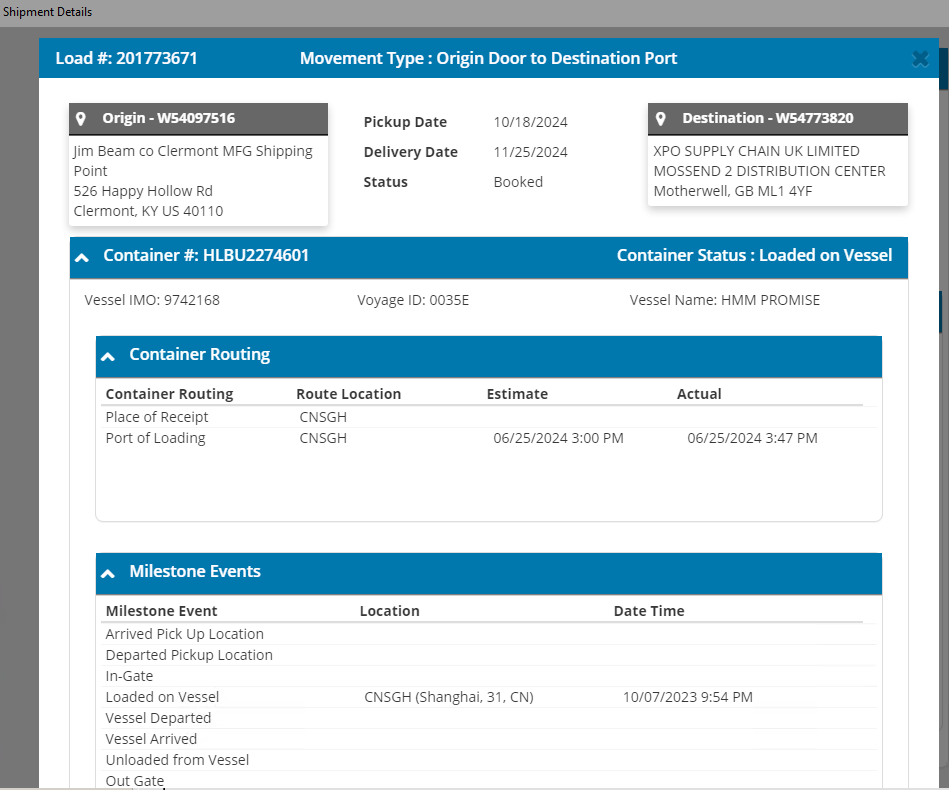 Shipment Details
Load #: 201773671
Movement Type : Origin Door to Destination Port
Origin - W54097516
Jim Beam co Clermont MFG Shipping
Point
526 Happy Hollow Rd
Clermont, KY US 40110
Pickup Date 10/18/2024
Delivery Date 11/25/2024
Status Booked
Destination - W54773820
XPO SUPPLY CHAIN UK LIMITED
MOSSEND 2 DISTRIBUTION CENTER
Motherwell, GB ML1 4YF
Container #: HLBU2274601
Container Status : Loaded on Vessel
Vessel IMO: 9742168 Voyage ID: 0035E Vessel Name: HMM PROMISE
Container Routing
Container Routing Route Location Estimate Actual
Place of Receipt CNSGH
Port of Loading CNSGH 06/25/2024 3:00 PM 06/25/2024 3:47 PM
Milestone Events
Milestone Event Location Date Time
Arrived Pick Up Location
Departed Pickup Location
In-Gate
Loaded on Vessel CNSGH (Shanghai, 31, CN) 10/07/2023 9:54 PM
Vessel Departed
Vessel Arrived
Unloaded from Vessel
Out Gate